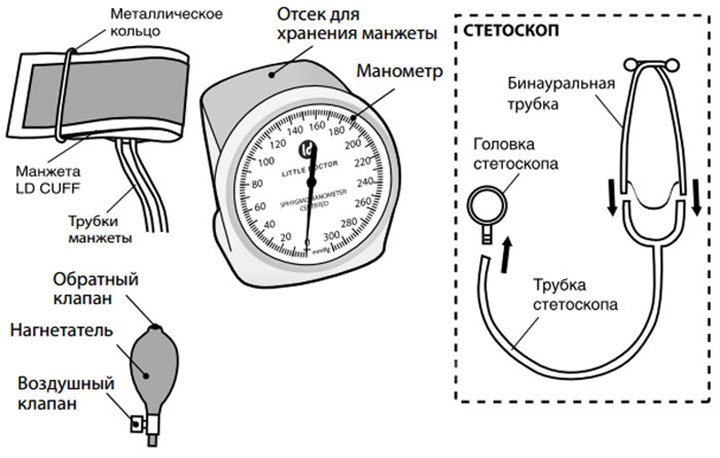 Металлическое
кольцо
Манжета
LD CUFF
Трубки
манжеты
Отсек для
хранения манжеты
Манометр
0
20
40
60
80
100
120
140
160
180
200
220
240
260
280
300
ld
LITTLE DOCTOR
SPHYGMOMANOMETER
CERTIFIED
mmHg
Обратный
клапан
Нагнетатель
Воздушный
клапан
СТЕТОСКОП
Бинауральная
трубка
Головка
стетоскопа
Трубка
стетоскопа